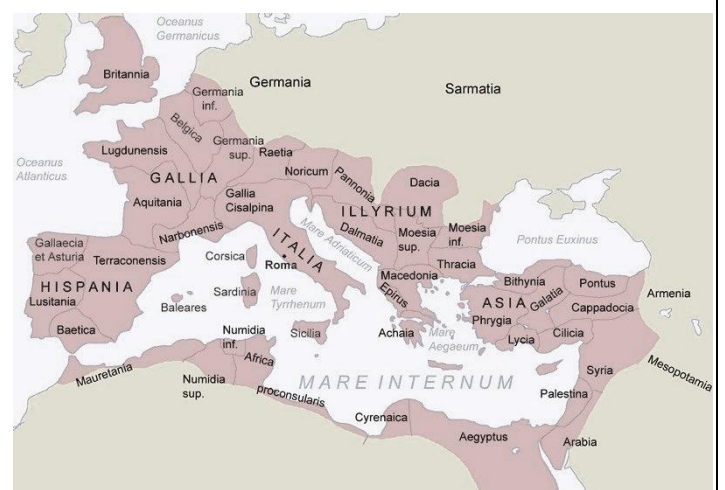 Oceanus
Germanicus
Britannia
Germania
Sarmatia
Germania
inf.
Belgica
Germania
sup.
Lugdunensis
Raetia
Oceanus
Atlanticus
GALLIA
Noricum
Pannonia
Dacia
Aquitania
Gallia
Cisalpina
ILLYRIUM
Narbonensis
ITALIA
Mare Adriaticum
Dalmatia
Moesia
sup.
Moesia
inf.
Pontus Euxinus
Gallaecia
et Asturia
Terraconensis
Corsica
Roma
Thracia
Macedonia
HISPANIA
Sardinia
Mare
Tyrrhenum
Epirus
Bithynia
Pontus
Armenia
Lusitania
Baleares
ASIA
Galatia
Cappadocia
Phrygia
Baetica
Numidia
inf.
Sicilia
Achaia
Mare
Aegaeum
Lycia
Cilicia
Africa
proconsularis
Mauretania
Numidia
sup.
MARE INTERNUM
Syria
Mesopotamia
Palestina
Cyrenaica
Aegyptus
Arabia